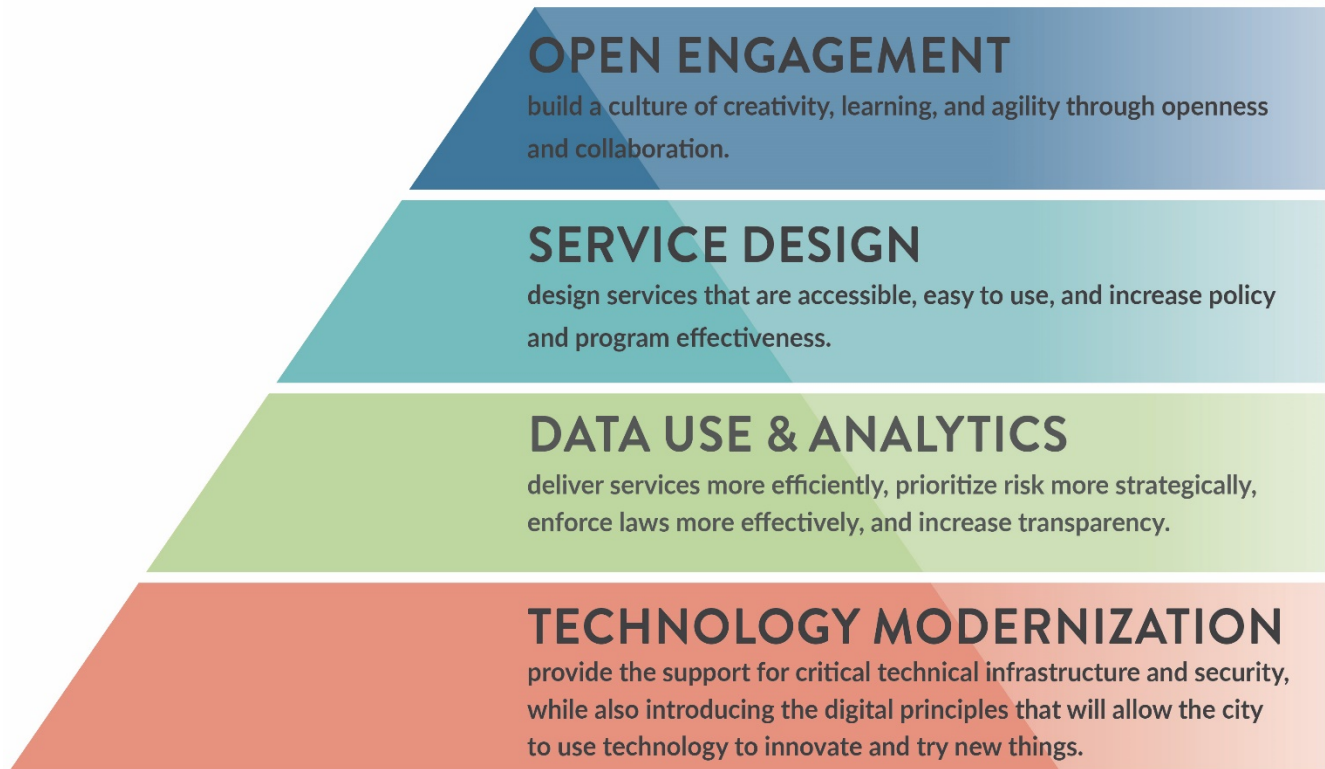 OPEN ENGAGEMENT
build a culture of creativity, learning, and agility through openness
and collaboration.
SERVICE DESIGN
design services that are accessible, easy to use, and increase policy
and program effectiveness.
DATA USE & ANALYTICS
deliver services more efficiently, prioritize risk more strategically,
enforce laws more effectively, and increase transparency.
TECHNOLOGY MODERNIZATION
provide the support for critical technical infrastructure and security,
while also introducing the digital principles that will allow the city
to use technology to innovate and try new things.